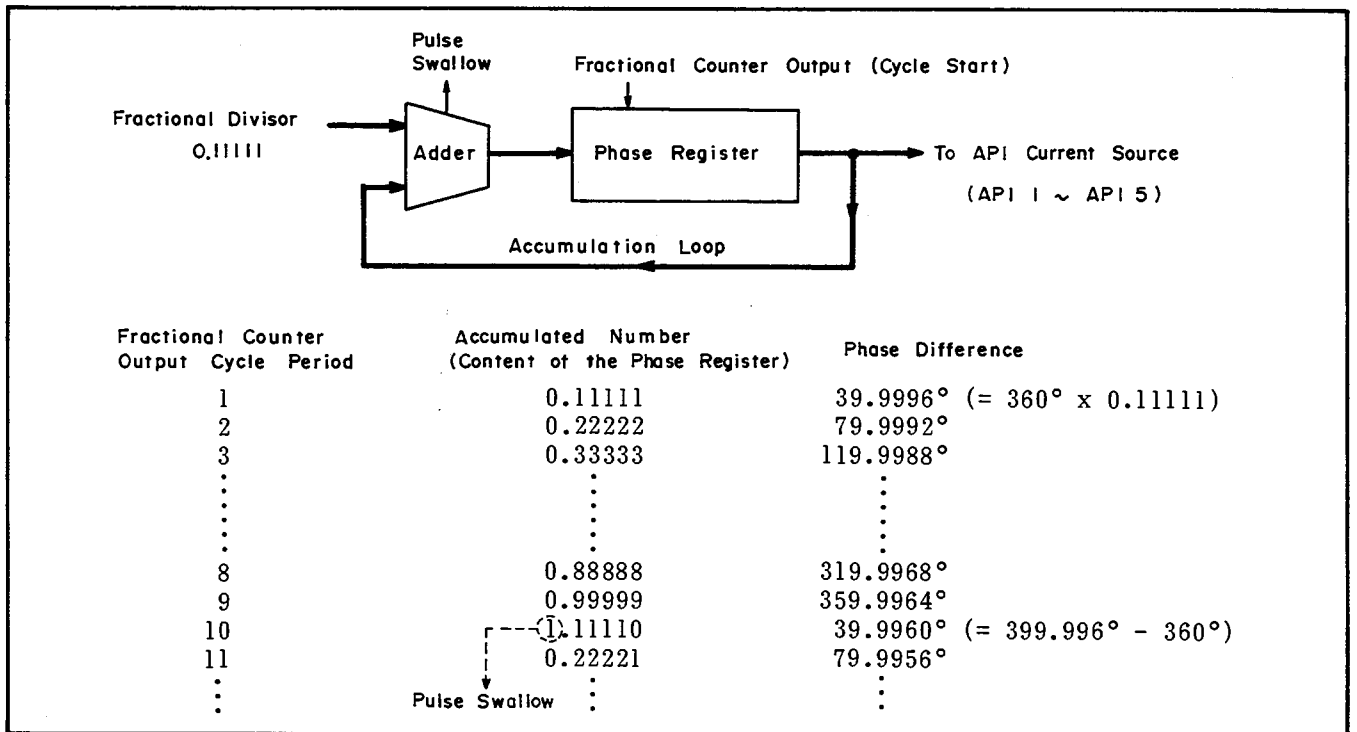 Pulse
Swallow
Fractional Counter Output (Cycle Start)
Fractional Divisor
0.11111
Adder
Phase Register
To API Current Source
(API 1 ~ API 5)
Accumulation Loop
Fractional Counter
Output Cycle Period
Accumulated Number
(Content of the Phase Register)
Phase Difference
1 0.11111 39.9996° (= 360° x 0.11111)
2 0.22222 79.9992°
3 0.33333 119.9988°
8 0.88888 319.9968°
9 0.99999 359.9964°
10 1.11110 39.9960° (= 399.996° - 360°)
11 0.22221 79.9956°
Pulse Swallow